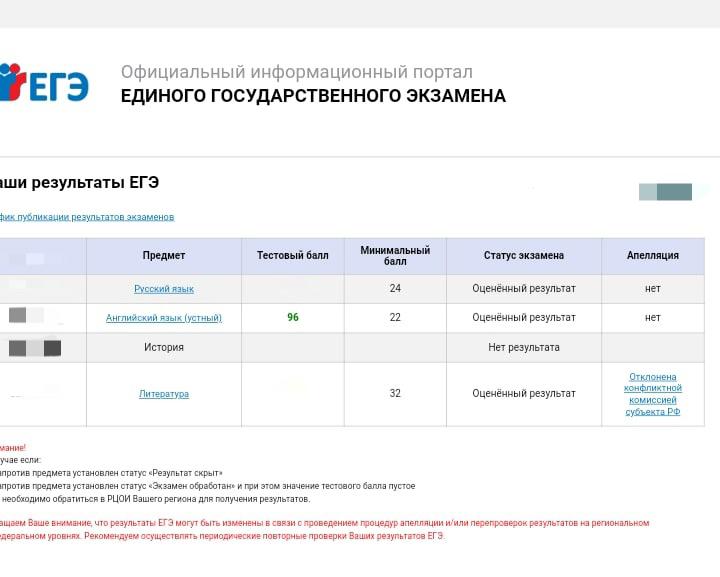 ЕГЭ
Официальный информационный портал
ЕДИНОГО ГОСУДАРСТВЕННОГО ЭКЗАМЕНА
аши результаты ЕГЭ
фик публикации результатов экзаменов
Предмет Тестовый балл Минимальный балл Статус экзамена Апелляция
Русский язык 24 Оценённый результат нет
Английский язык (устный) 96 22 Оценённый результат нет
История Нет результата
Литература 32 Оценённый результат Отклонена конфликтной комиссией субъекта РФ
мание!
учае если:
апротив предмета установлен статус «Результат скрыт»
апротив предмета установлен статус «Экзамен обработан» и при этом значение тестового балла пустое
необходимо обратиться в РЦОИ Вашего региона для получения результатов.
ащаем Ваше внимание, что результаты ЕГЭ могут быть изменены в связи с проведением процедур апелляции и/или перепроверок результатов на региональном
едеральном уровнях. Рекомендуем осуществлять периодические повторные проверки Ваших результатов ЕГЭ.